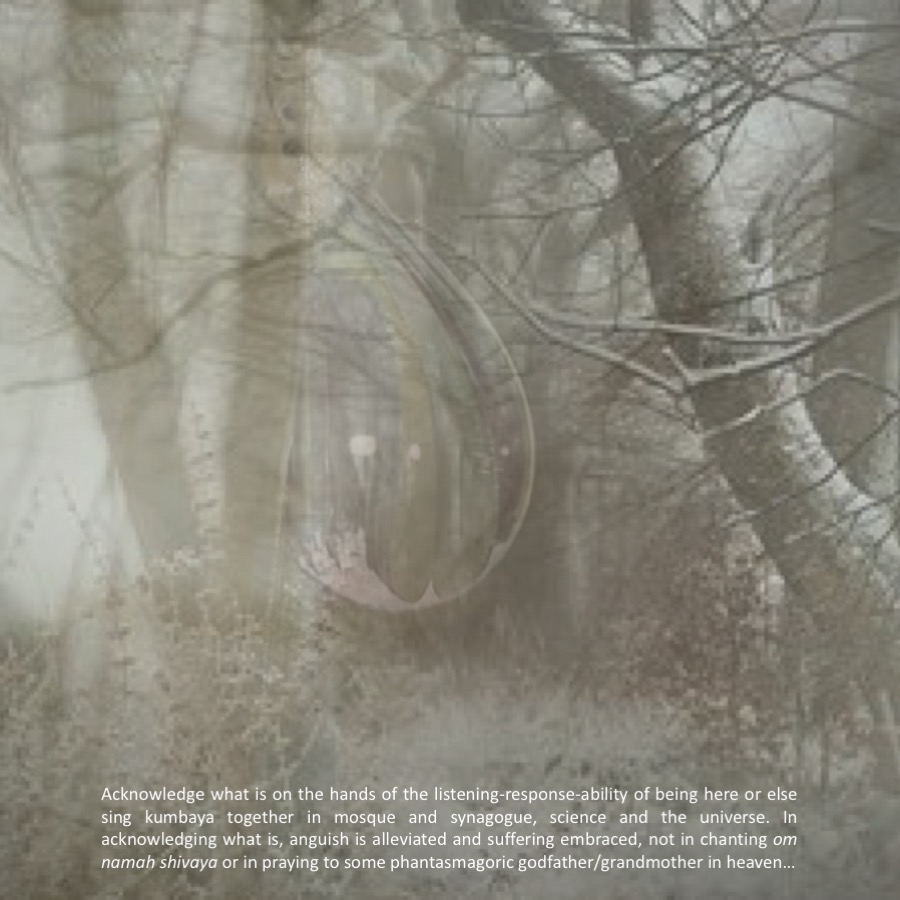 Acknowledge what is on the hands of the listening-response-ability of being here or else
sing kumbaya together in mosque and synagogue, science and the universe. In
acknowledging what is, anguish is alleviated and suffering embraced, not in chanting om
namah shivaya or in praying to some phantasmagoric godfather/grandmother in heaven...